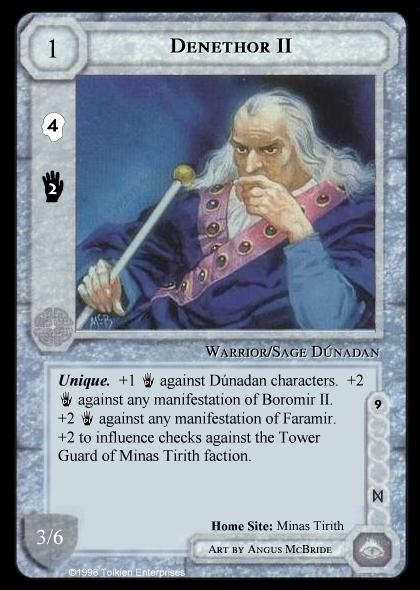 1
DENETHOR II
4
2
McB
WARRIOR/SAGE DÚNADAN
Unique. +1 against Dúnadan characters. +2
against any manifestation of Boromir II.
+2 against any manifestation of Faramir.
+2 to influence checks against the Tower
Guard of Minas Tirith faction.
9
Home Site: Minas Tirith
3/6
ART BY ANGUS MCBRIDE
©1998 Tolkien Enterprises